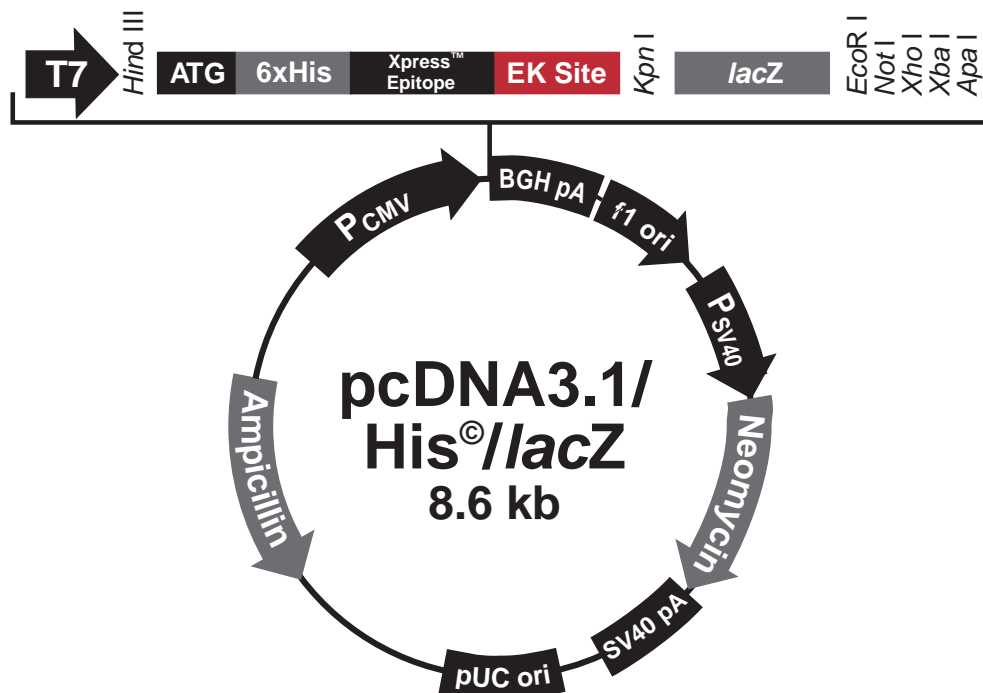 T7
Hind III
ATG
6xHis
Xpress™
Epitope
EK Site
Kpn I
lacZ
EcoR I
Not I
Xho I
Xba I
Apa I
PCMV
BGH pA
f1 ori
PSV40
Neomycin
SV40 pA
pUC ori
Ampicillin
pcDNA3.1/
His©/lacZ
8.6 kb